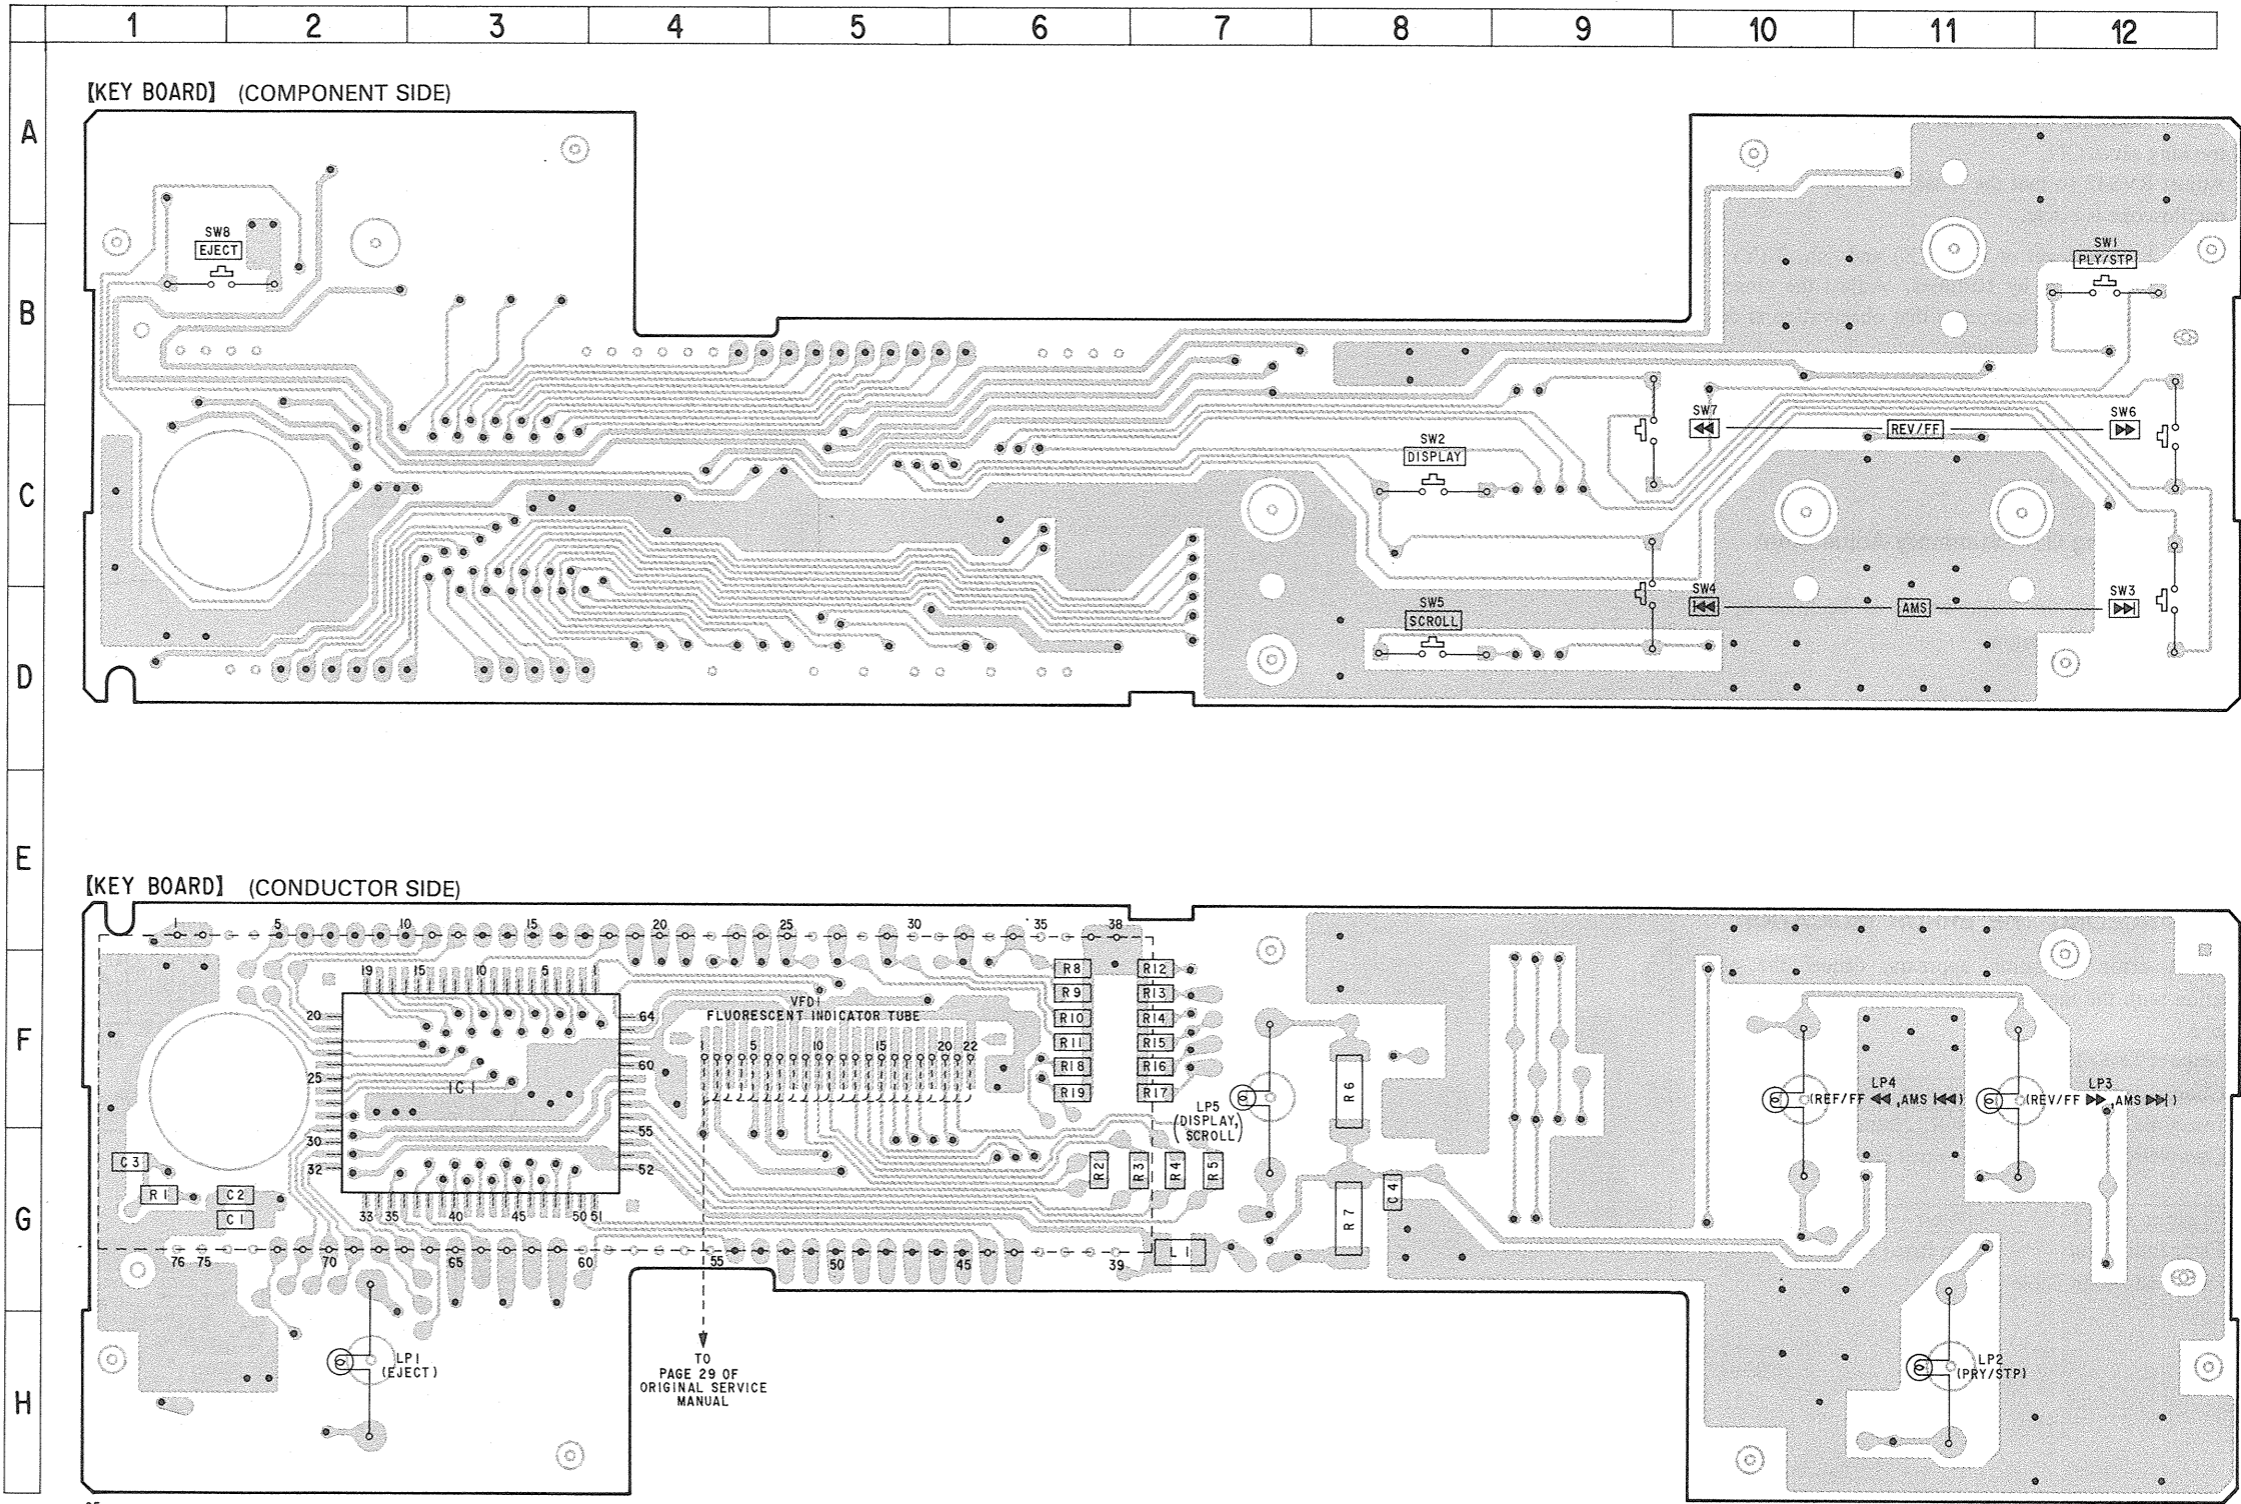 1 2 3 4 5 6 7 8 9 10 11 12
A
B
C
D
E
F
G
H
【KEY BOARD】 (COMPONENT SIDE)
SW8
EJECT
SW1
PLY/STP
SW7
REV/FF
SW6
SW2
DISPLAY
SW4
AMS
SW3
SW5
SCROLL
【KEY BOARD】 (CONDUCTOR SIDE)
1 5 10 15 20 25 30 35 38
19 15 10 5 1
R8 R12
R9 R13
R10 R14
R11 R15
R18 R16
R19 R17
VFD1
FLUORESCENT INDICATOR TUBE
20 64
1 5 10 15 20 22
25 60
IC1
30 55
32 52
33 35 40 45 50 51
R6
LP5
(DISPLAY,
SCROLL)
LP4
(REF/FF ◀◀,AMS |◀◀)
LP3
(REV/FF ▶▶,AMS ▶▶|)
C3
R1 C2
C1
R2 R3 R4 R5
C4
R7
L1
76 75 70 65 60 55 50 45 39
LP1
(EJECT)
TO
PAGE 29 OF
ORIGINAL SERVICE
MANUAL
LP2
(PRY/STP)